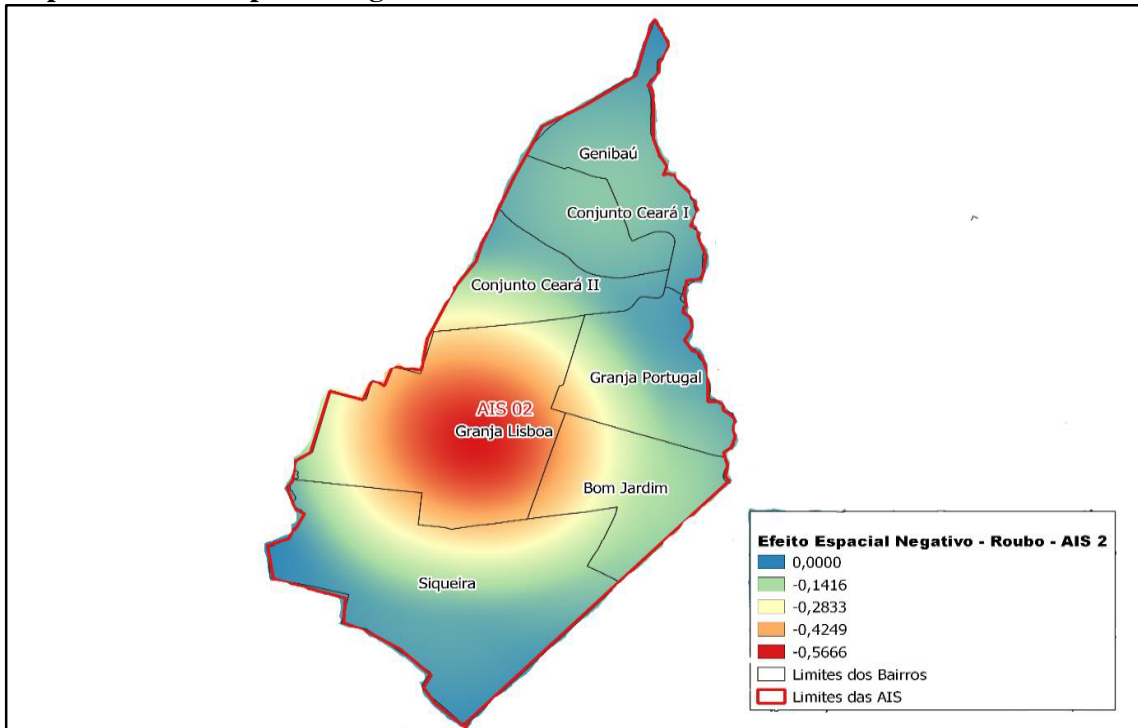 Genibaú
Conjunto Ceará I
Conjunto Ceará II
Granja Portugal
AIS 02
Granja Lisboa
Bom Jardim
Siqueira
Efeito Espacial Negativo - Roubo - AIS 2
0,0000
-0,1416
-0,2833
-0,4249
-0,5666
Limites dos Bairros
Limites das AIS